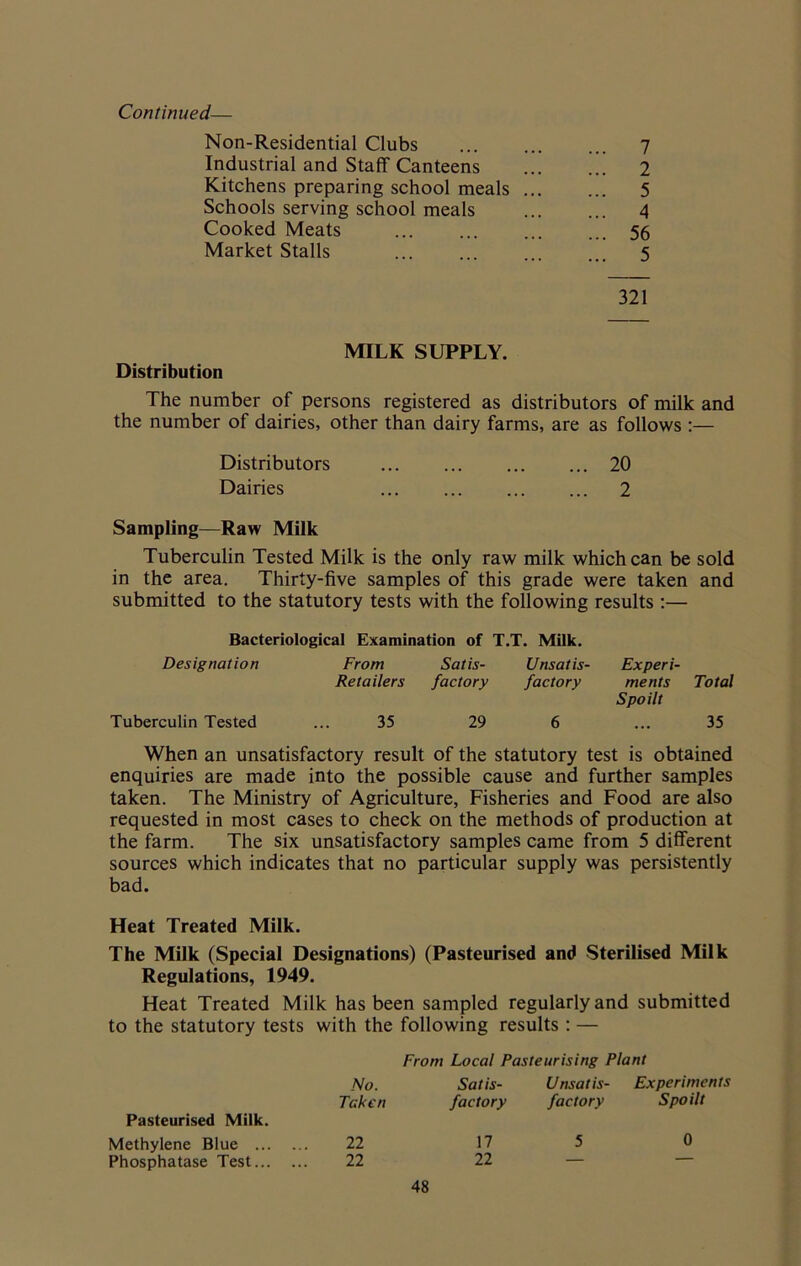 Continued—
Non-Residential Clubs ... ... ... 7
Industrial and Staff Canteens ... ... 2
Kitchens preparing school meals ... ... 5
Schools serving school meals ... ... 4
Cooked Meats ... ... ... ... 56
Market Stalls ... ... ... ... 5
321
MILK SUPPLY.
Distribution
The number of persons registered as distributors of milk and
the number of dairies, other than dairy farms, are as follows :—
Distributors ... ... ... ... 20
Dairies ... ... ... ... 2
Sampling—Raw Milk
Tuberculin Tested Milk is the only raw milk which can be sold
in the area. Thirty-five samples of this grade were taken and
submitted to the statutory tests with the following results :—
Bacteriological Examination of T.T. Milk.
Designation From Satis- Unsatis- Experi-
Retailers factory factory ments Total
Spoilt
Tuberculin Tested ... 35 29 6 ... 35
When an unsatisfactory result of the statutory test is obtained
enquiries are made into the possible cause and further samples
taken. The Ministry of Agriculture, Fisheries and Food are also
requested in most cases to check on the methods of production at
the farm. The six unsatisfactory samples came from 5 different
sources which indicates that no particular supply was persistently
bad.
Heat Treated Milk.
The Milk (Special Designations) (Pasteurised and Sterilised Milk
Regulations, 1949.
Heat Treated Milk has been sampled regularly and submitted
to the statutory tests with the following results : —
From Local Pasteurising Plant
No. Satis- Unsatis- Experiments
Taken factory factory Spoilt
Pasteurised Milk.
Methylene Blue ... ... 22 17 5 0
Phosphatase Test... ... 22 22 — —
48